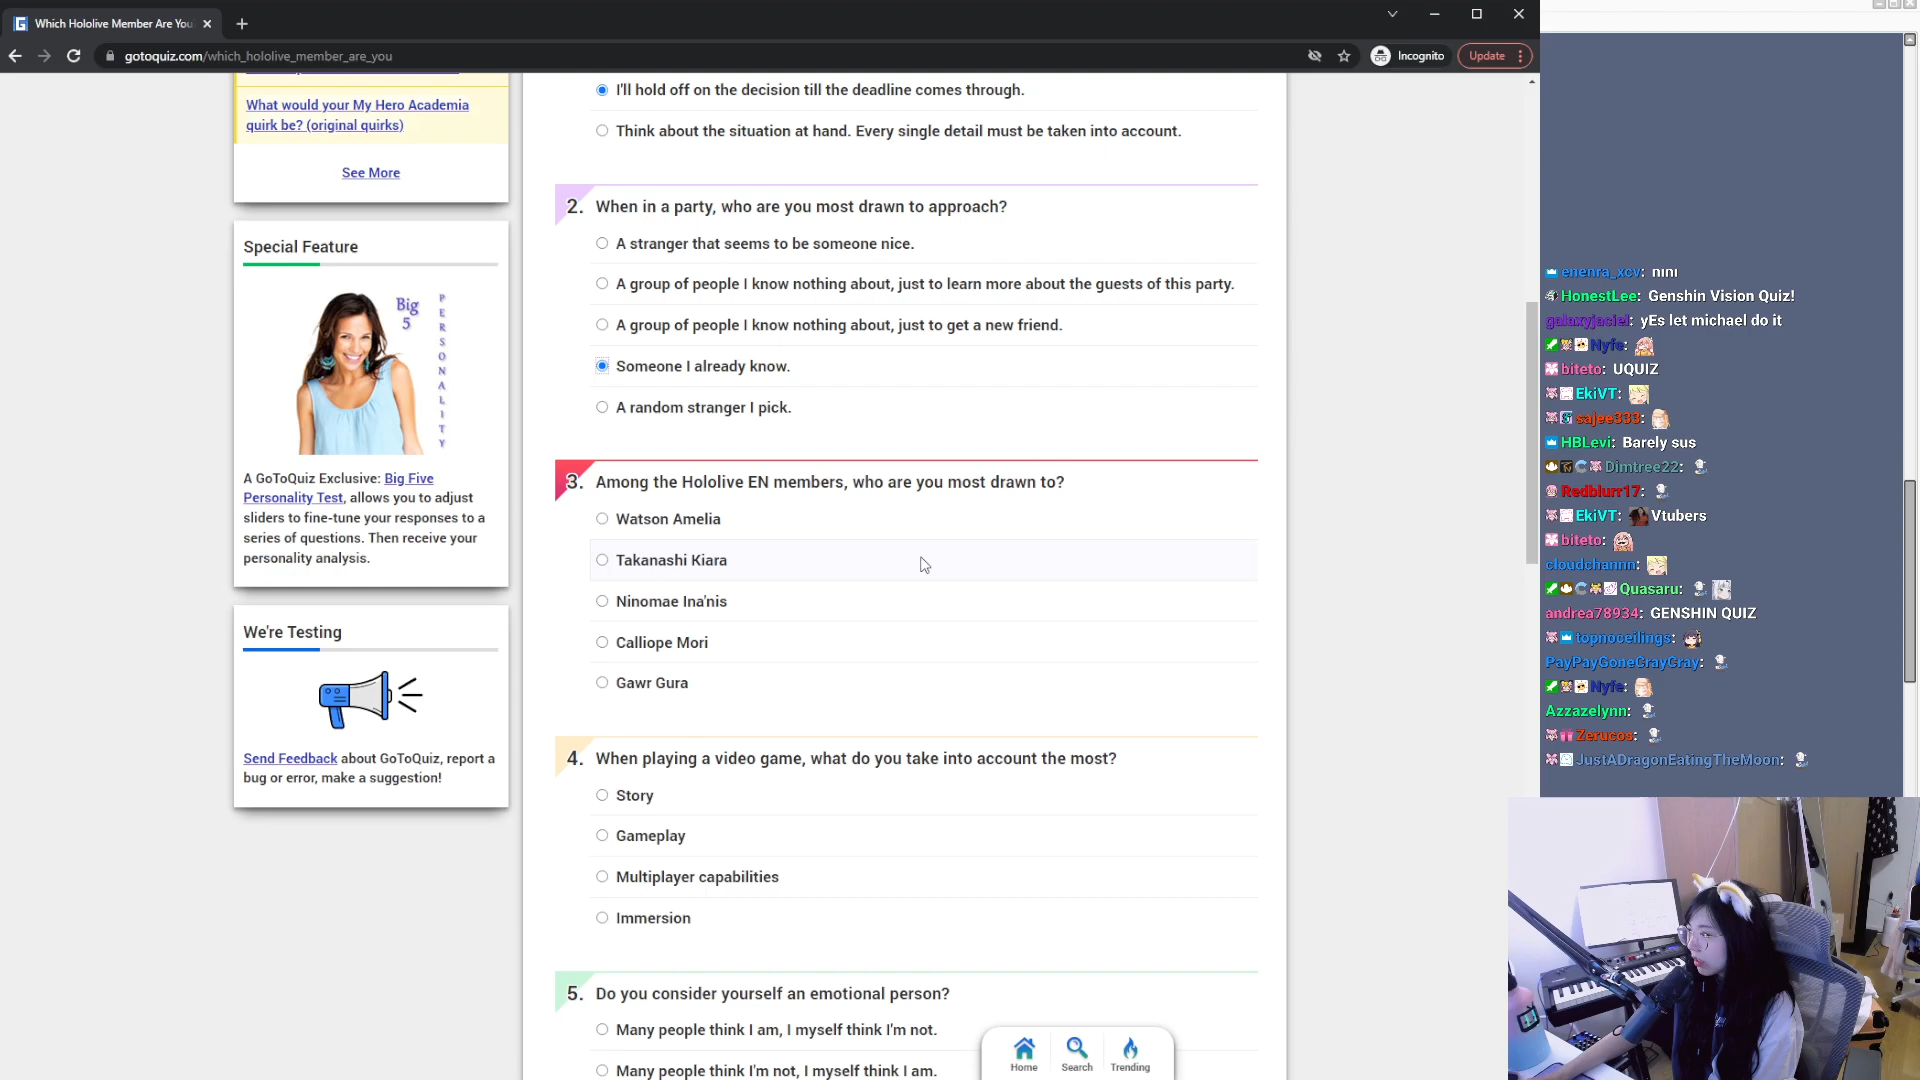 Which Hololive Member Are You
gotoquiz.com/which_hololive_member_are_you
Incognito
Update
What would your My Hero Academia
quirk be? (original quirks)
See More
Special Feature
Big
5
PERSONALITY
A GoToQuiz Exclusive: Big Five
Personality Test, allows you to adjust
sliders to fine-tune your responses to a
series of questions. Then receive your
personality analysis.
We're Testing
Send Feedback about GoToQuiz, report a
bug or error, make a suggestion!
I'll hold off on the decision till the deadline comes through.
Think about the situation at hand. Every single detail must be taken into account.
2. When in a party, who are you most drawn to approach?
A stranger that seems to be someone nice.
A group of people I know nothing about, just to learn more about the guests of this party.
A group of people I know nothing about, just to get a new friend.
Someone I already know.
A random stranger I pick.
3. Among the Hololive EN members, who are you most drawn to?
Watson Amelia
Takanashi Kiara
Ninomae Ina'nis
Calliope Mori
Gawr Gura
4. When playing a video game, what do you take into account the most?
Story
Gameplay
Multiplayer capabilities
Immersion
5. Do you consider yourself an emotional person?
Many people think I am, I myself think I'm not.
Many people think I'm not, I myself think I am.
Home
Search
Trending
enenra_xcv: nini
HonestLee: Genshin Vision Quiz!
galaxyjaciel: yEs let michael do it
Nyfe:
biteto: UQUIZ
EkiVT:
sajee333:
HBLevi: Barely sus
Dimtree22:
Redblurr17:
EkiVT: Vtubers
biteto:
cloudchannn:
Quasaru:
andrea78934: GENSHIN QUIZ
topnoceilings:
PayPayGoneCrayCray:
Nyfe:
Azzazelynn:
Zerucos:
JustADragonEatingTheMoon: